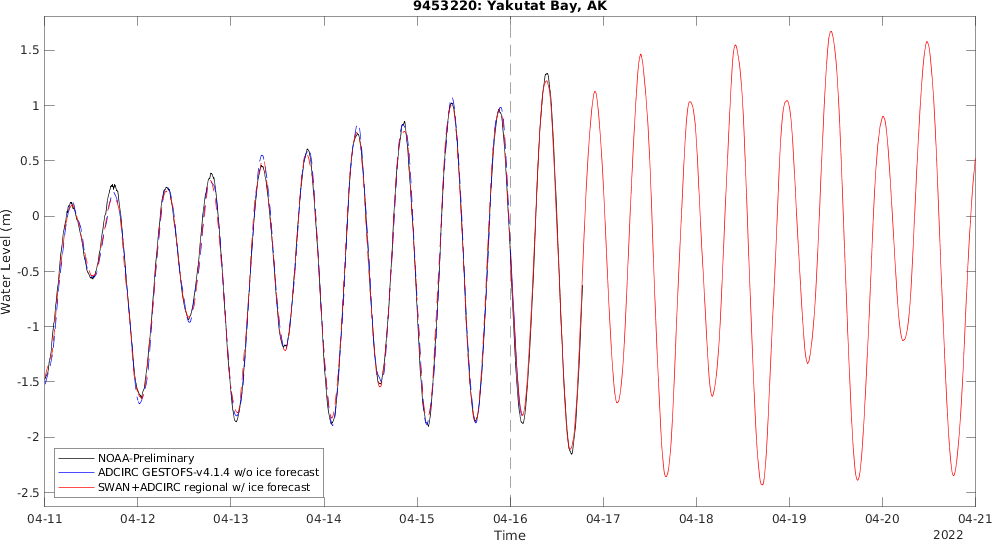 9453220: Yakutat Bay, AK
Water Level (m)
1.5
1
0.5
0
-0.5
-1
-1.5
-2
-2.5
NOAA-Preliminary
ADCIRC GESTOFS-v4.1.4 w/o ice forecast
SWAN+ADCIRC regional w/ ice forecast
04-11 04-12 04-13 04-14 04-15 04-16 04-17 04-18 04-19 04-20 04-21
Time
2022